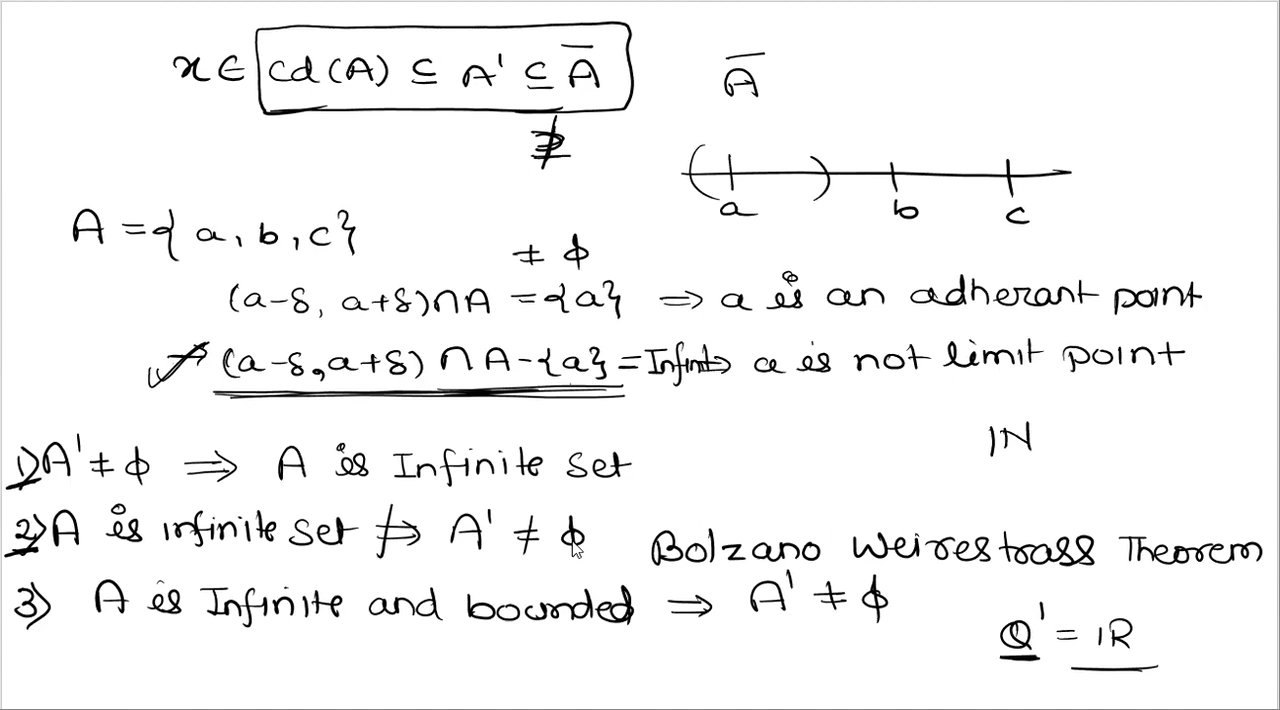 x ∈ Cd(A) ⊆ A' ⊆ A̅
A̅
⊉
a b c
A = { a, b, c}
≠ ϕ
(a-δ, a+δ)∩A = {a} ⇒ a is an adherant point
(a-δ, a+δ) ∩ A-{a} = Infinite a is not limit point
IN
1) A' ≠ ϕ ⇒ A is Infinite Set
2) A is infinite set ⇏ A' ≠ ϕ
Bolzano Weirestrass Theorem
3) A is Infinite and bounded ⇒ A' ≠ ϕ
Q' = IR